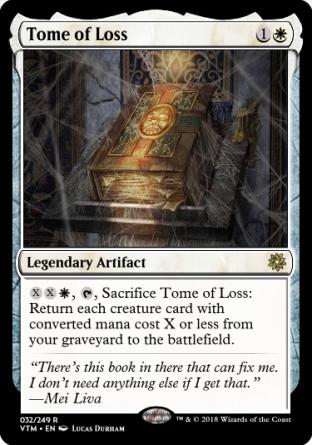 Tome of Loss 1
Legendary Artifact
X X , , Sacrifice Tome of Loss:
Return each creature card with
converted mana cost X or less from
your graveyard to the battlefield.
“There’s this book in there that can fix me.
I don’t need anything else if I get that.”
—Mei Liva
032/249 R
VTM • EN Lucas Durham
™ & © 2018 Wizards of the Coast